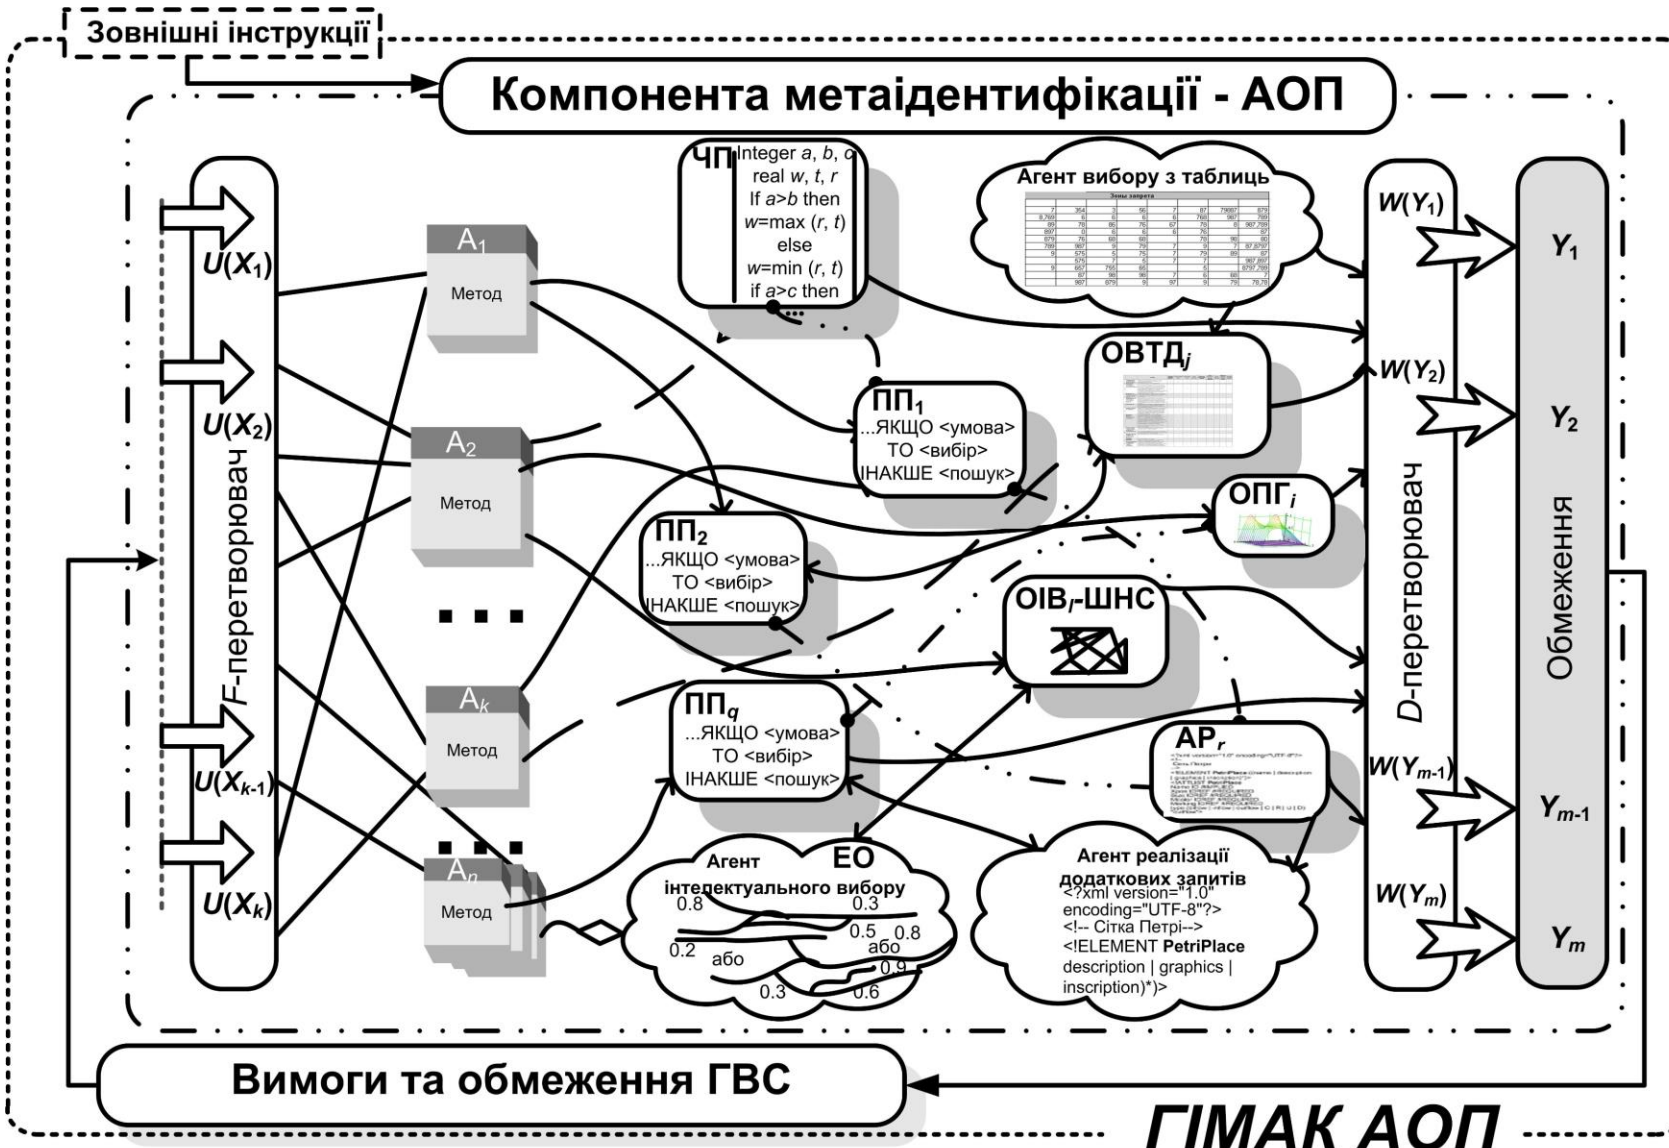 Зовнішні інструкції
Компонента метаідентифікації - АОП
F-перетворювач
U(X1)
U(X2)
U(Xk-1)
U(Xk)
A1
Метод
A2
Метод
Ak
Метод
An
Метод
ЧП
Integer a, b, c
real w, t, r
If a>b then
w=max (r, t)
else
w=min (r, t)
if a>c then
...
Агент вибору з таблиць
ОВТДj
ПП1
...ЯКЩО <умова>
ТО <вибір>
ІНАКШЕ <пошук>
ПП2
...ЯКЩО <умова>
ТО <вибір>
ІНАКШЕ <пошук>
ОПГi
ОІВl-ШНС
ППq
...ЯКЩО <умова>
ТО <вибір>
ІНАКШЕ <пошук>
АРr
Агент
ЕО
інтелектуального вибору
0.8
0.3
0.5
0.8
0.2
або
або
0.9
0.3
0.6
Агент реалізації
додаткових запитів
<?xml version="1.0"
encoding="UTF-8"?>
<!-- Сітка Петрі-->
<!ELEMENT PetriPlace
description | graphics |
inscription)*)>
D-перетворювач
W(Y1)
W(Y2)
W(Ym-1)
W(Ym)
Обмеження
Y1
Y2
Ym-1
Ym
Вимоги та обмеження ГВС
ГІМАК АОП